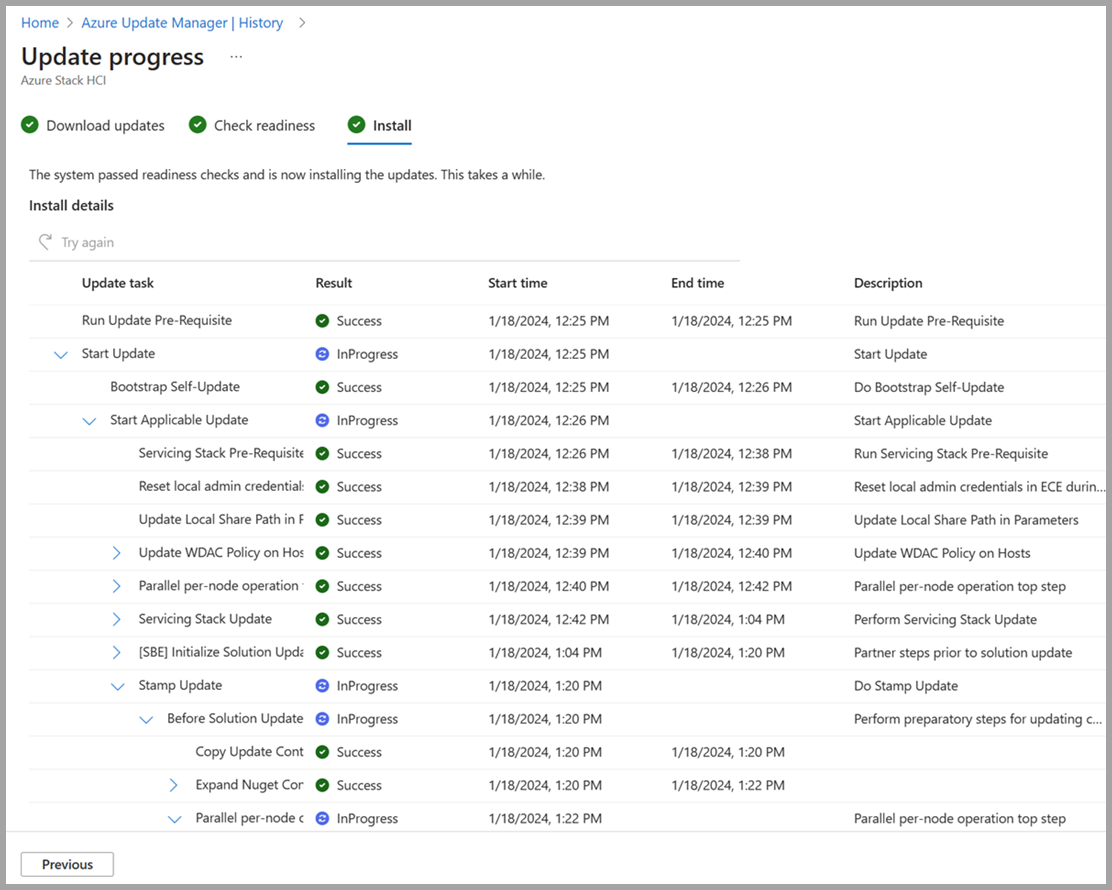 Home > Azure Update Manager | History >
Update progress ...
Azure Stack HCI
Download updates Check readiness Install
The system passed readiness checks and is now installing the updates. This takes a while.
Install details
Try again
Update task Result Start time End time Description
Run Update Pre-Requisite Success 1/18/2024, 12:25 PM 1/18/2024, 12:25 PM Run Update Pre-Requisite
Start Update InProgress 1/18/2024, 12:25 PM Start Update
Bootstrap Self-Update Success 1/18/2024, 12:25 PM 1/18/2024, 12:26 PM Do Bootstrap Self-Update
Start Applicable Update InProgress 1/18/2024, 12:26 PM Start Applicable Update
Servicing Stack Pre-Requisite Success 1/18/2024, 12:26 PM 1/18/2024, 12:38 PM Run Servicing Stack Pre-Requisite
Reset local admin credential Success 1/18/2024, 12:38 PM 1/18/2024, 12:39 PM Reset local admin credentials in ECE durin...
Update Local Share Path in F Success 1/18/2024, 12:39 PM 1/18/2024, 12:39 PM Update Local Share Path in Parameters
Update WDAC Policy on Hos Success 1/18/2024, 12:39 PM 1/18/2024, 12:40 PM Update WDAC Policy on Hosts
Parallel per-node operation Success 1/18/2024, 12:40 PM 1/18/2024, 12:42 PM Parallel per-node operation top step
Servicing Stack Update Success 1/18/2024, 12:42 PM 1/18/2024, 1:04 PM Perform Servicing Stack Update
[SBE] Initialize Solution Upda Success 1/18/2024, 1:04 PM 1/18/2024, 1:20 PM Partner steps prior to solution update
Stamp Update InProgress 1/18/2024, 1:20 PM Do Stamp Update
Before Solution Update InProgress 1/18/2024, 1:20 PM Perform preparatory steps for updating c...
Copy Update Cont Success 1/18/2024, 1:20 PM 1/18/2024, 1:20 PM
Expand Nuget Con Success 1/18/2024, 1:20 PM 1/18/2024, 1:22 PM
Parallel per-node c InProgress 1/18/2024, 1:22 PM Parallel per-node operation top step
Previous